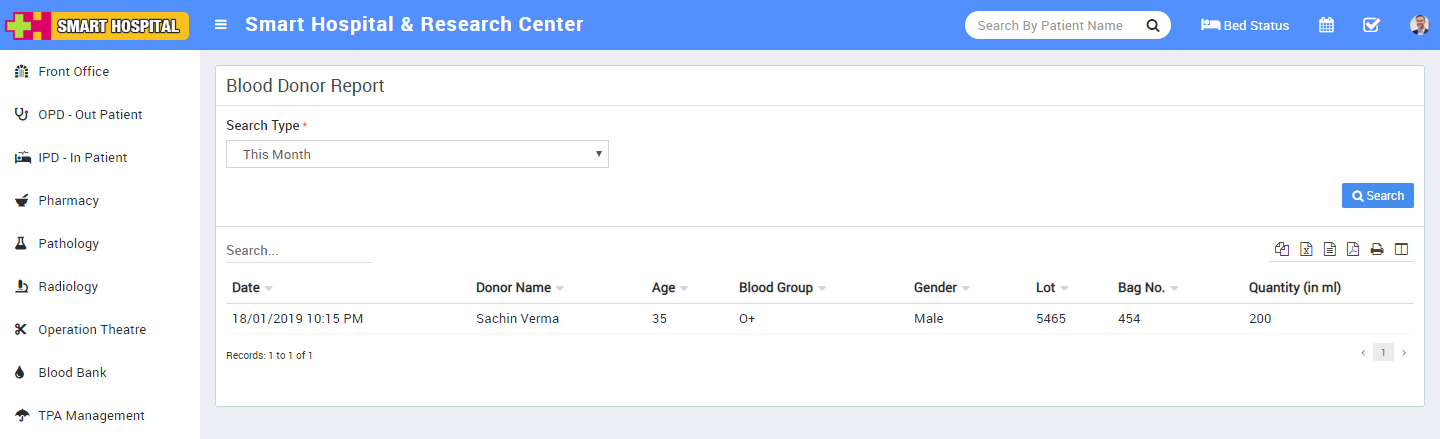 SMART HOSPITAL
Smart Hospital & Research Center
Search By Patient Name
Bed Status
Front Office
OPD - Out Patient
IPD - In Patient
Pharmacy
Pathology
Radiology
Operation Theatre
Blood Bank
TPA Management
Blood Donor Report
Search Type *
This Month
Search
Search...
Date Donor Name Age Blood Group Gender Lot Bag No. Quantity (in ml)
18/01/2019 10:15 PM Sachin Verma 35 O+ Male 5465 454 200
Records: 1 to 1 of 1
‹ 1 ›